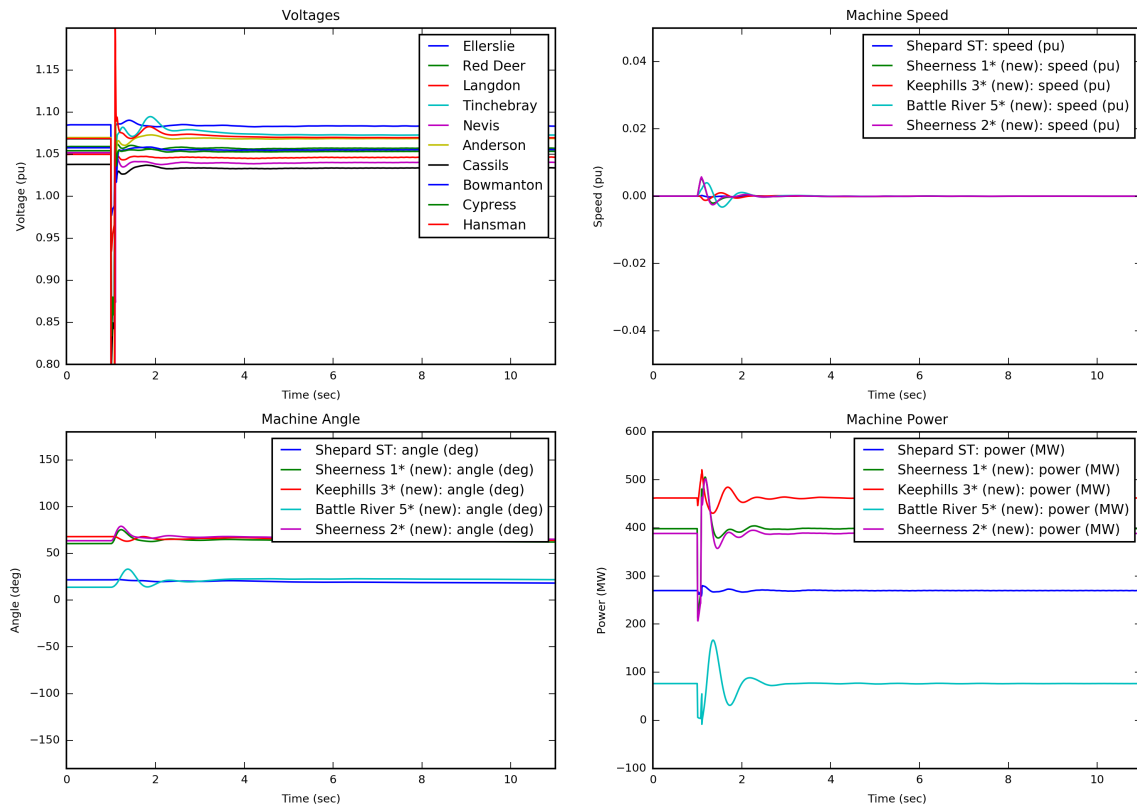 Voltages
1.15
1.10
1.05
1.00
0.95
0.90
0.85
0.80
Voltage (pu)
0 2 4 6 8 10
Time (sec)
Ellerslie
Red Deer
Langdon
Tinchebray
Nevis
Anderson
Cassils
Bowmanton
Cypress
Hansman
Machine Speed
0.04
0.02
0.00
−0.02
−0.04
Speed (pu)
0 2 4 6 8 10
Time (sec)
Shepard ST: speed (pu)
Sheerness 1* (new): speed (pu)
Keephills 3* (new): speed (pu)
Battle River 5* (new): speed (pu)
Sheerness 2* (new): speed (pu)
Machine Angle
150
100
50
0
−50
−100
−150
Angle (deg)
0 2 4 6 8 10
Time (sec)
Shepard ST: angle (deg)
Sheerness 1* (new): angle (deg)
Keephills 3* (new): angle (deg)
Battle River 5* (new): angle (deg)
Sheerness 2* (new): angle (deg)
Machine Power
600
500
400
300
200
100
0
−100
Power (MW)
0 2 4 6 8 10
Time (sec)
Shepard ST: power (MW)
Sheerness 1* (new): power (MW)
Keephills 3* (new): power (MW)
Battle River 5* (new): power (MW)
Sheerness 2* (new): power (MW)